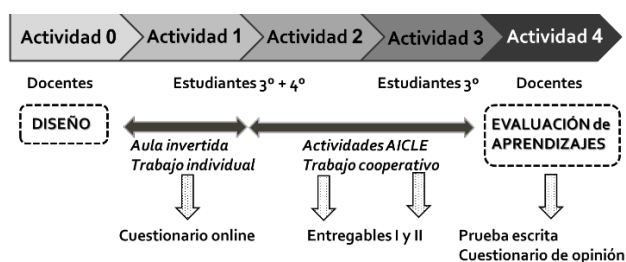 Actividad 0 Actividad 1 Actividad 2 Actividad 3 Actividad 4
Docentes Estudiantes 3º + 4º Estudiantes 3º Docentes
DISEÑO
Aula invertida
Trabajo individual
Actividades AICLE
Trabajo cooperativo
EVALUACIÓN de
APRENDIZAJES
Cuestionario online
Entregables I y II
Prueba escrita
Cuestionario de opinión